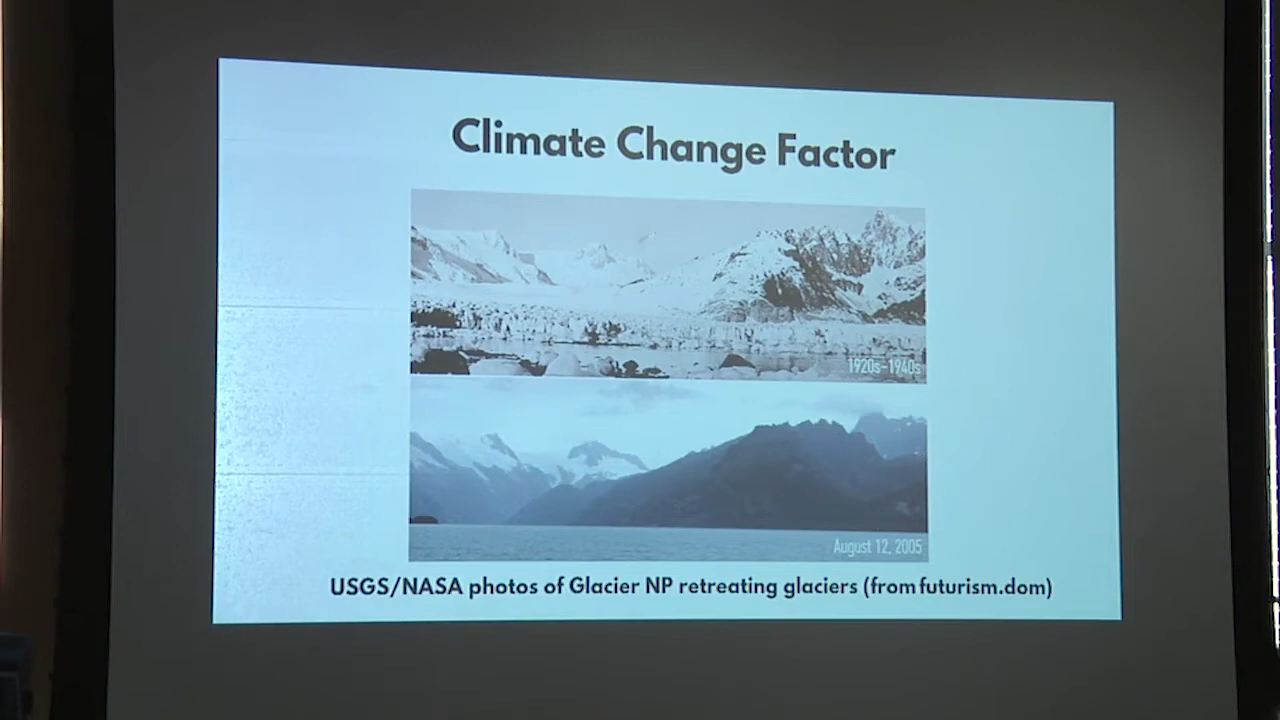 Climate Change Factor
1920s-1940s
August 12, 2005
USGS/NASA photos of Glacier NP retreating glaciers (from futurism.dom)